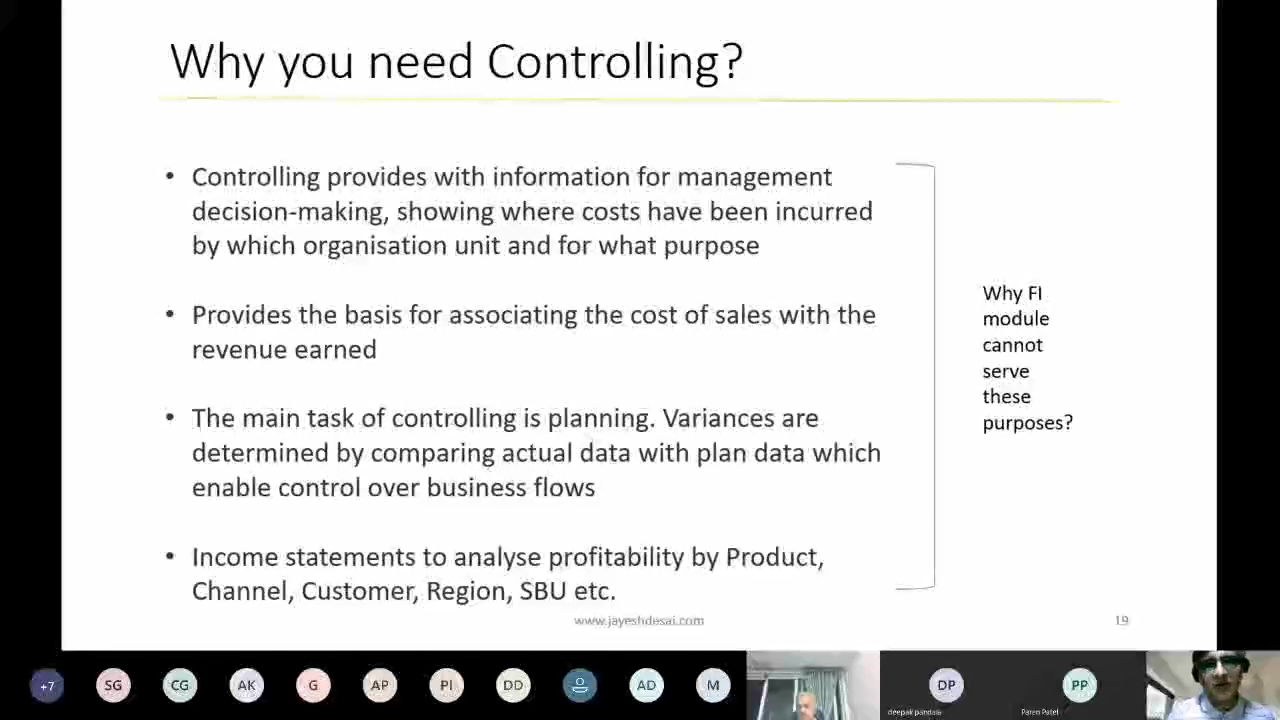 Why you need Controlling?
• Controlling provides with information for management
decision-making, showing where costs have been incurred
by which organisation unit and for what purpose
• Provides the basis for associating the cost of sales with the
revenue earned
• The main task of controlling is planning. Variances are
determined by comparing actual data with plan data which
enable control over business flows
• Income statements to analyse profitability by Product,
Channel, Customer, Region, SBU etc.
Why FI
module
cannot
serve
these
purposes?
www.jayeshdesai.com
19
+7
SG
CG
AK
G
AP
PI
DD
AD
M
DP
deepak pandala
PP
Paren Patel